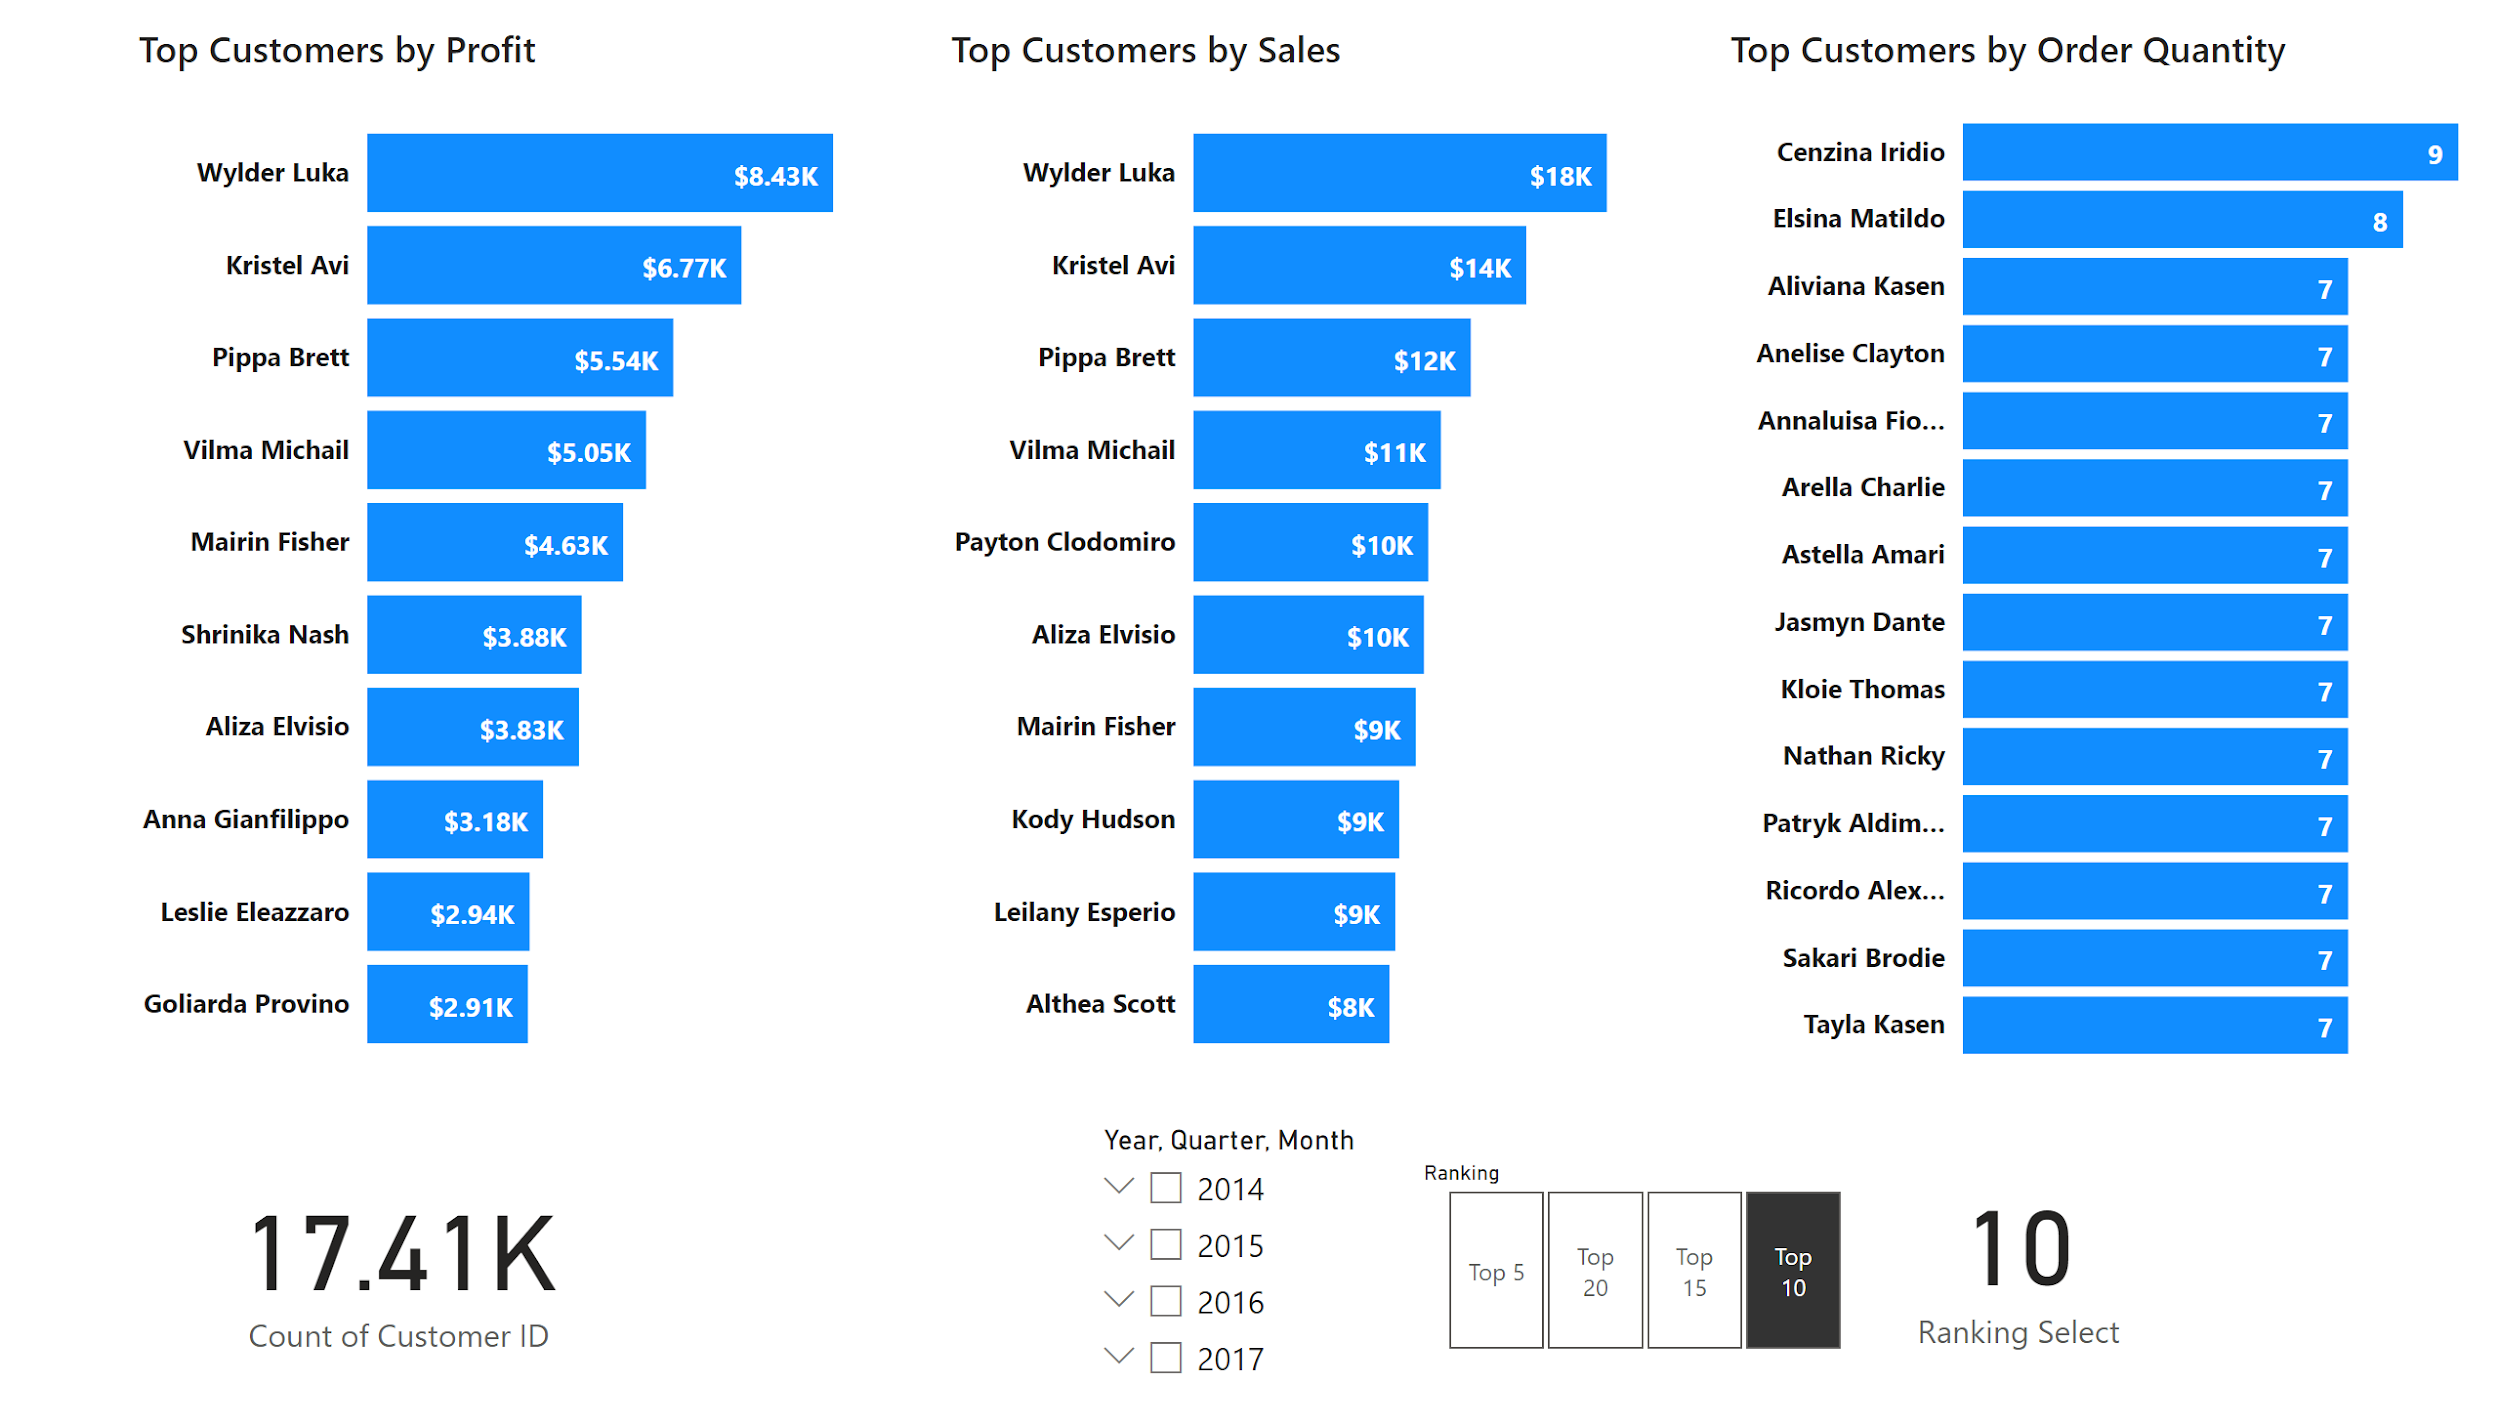 Top Customers by Profit
Wylder Luka $8.43K
Kristel Avi $6.77K
Pippa Brett $5.54K
Vilma Michail $5.05K
Mairin Fisher $4.63K
Shrinika Nash $3.88K
Aliza Elvisio $3.83K
Anna Gianfilippo $3.18K
Leslie Eleazzaro $2.94K
Goliarda Provino $2.91K
Top Customers by Sales
Wylder Luka $18K
Kristel Avi $14K
Pippa Brett $12K
Vilma Michail $11K
Payton Clodomiro $10K
Aliza Elvisio $10K
Mairin Fisher $9K
Kody Hudson $9K
Leilany Esperio $9K
Althea Scott $8K
Top Customers by Order Quantity
Cenzina Iridio 9
Elsina Matildo 8
Aliviana Kasen 7
Anelise Clayton 7
Annaluisa Fio... 7
Arella Charlie 7
Astella Amari 7
Jasmyn Dante 7
Kloie Thomas 7
Nathan Ricky 7
Patryk Aldim... 7
Ricordo Alex... 7
Sakari Brodie 7
Tayla Kasen 7
17.41K
Count of Customer ID
Year, Quarter, Month
2014
2015
2016
2017
Ranking
Top 5
Top
20
Top
15
Top
10
10
Ranking Select